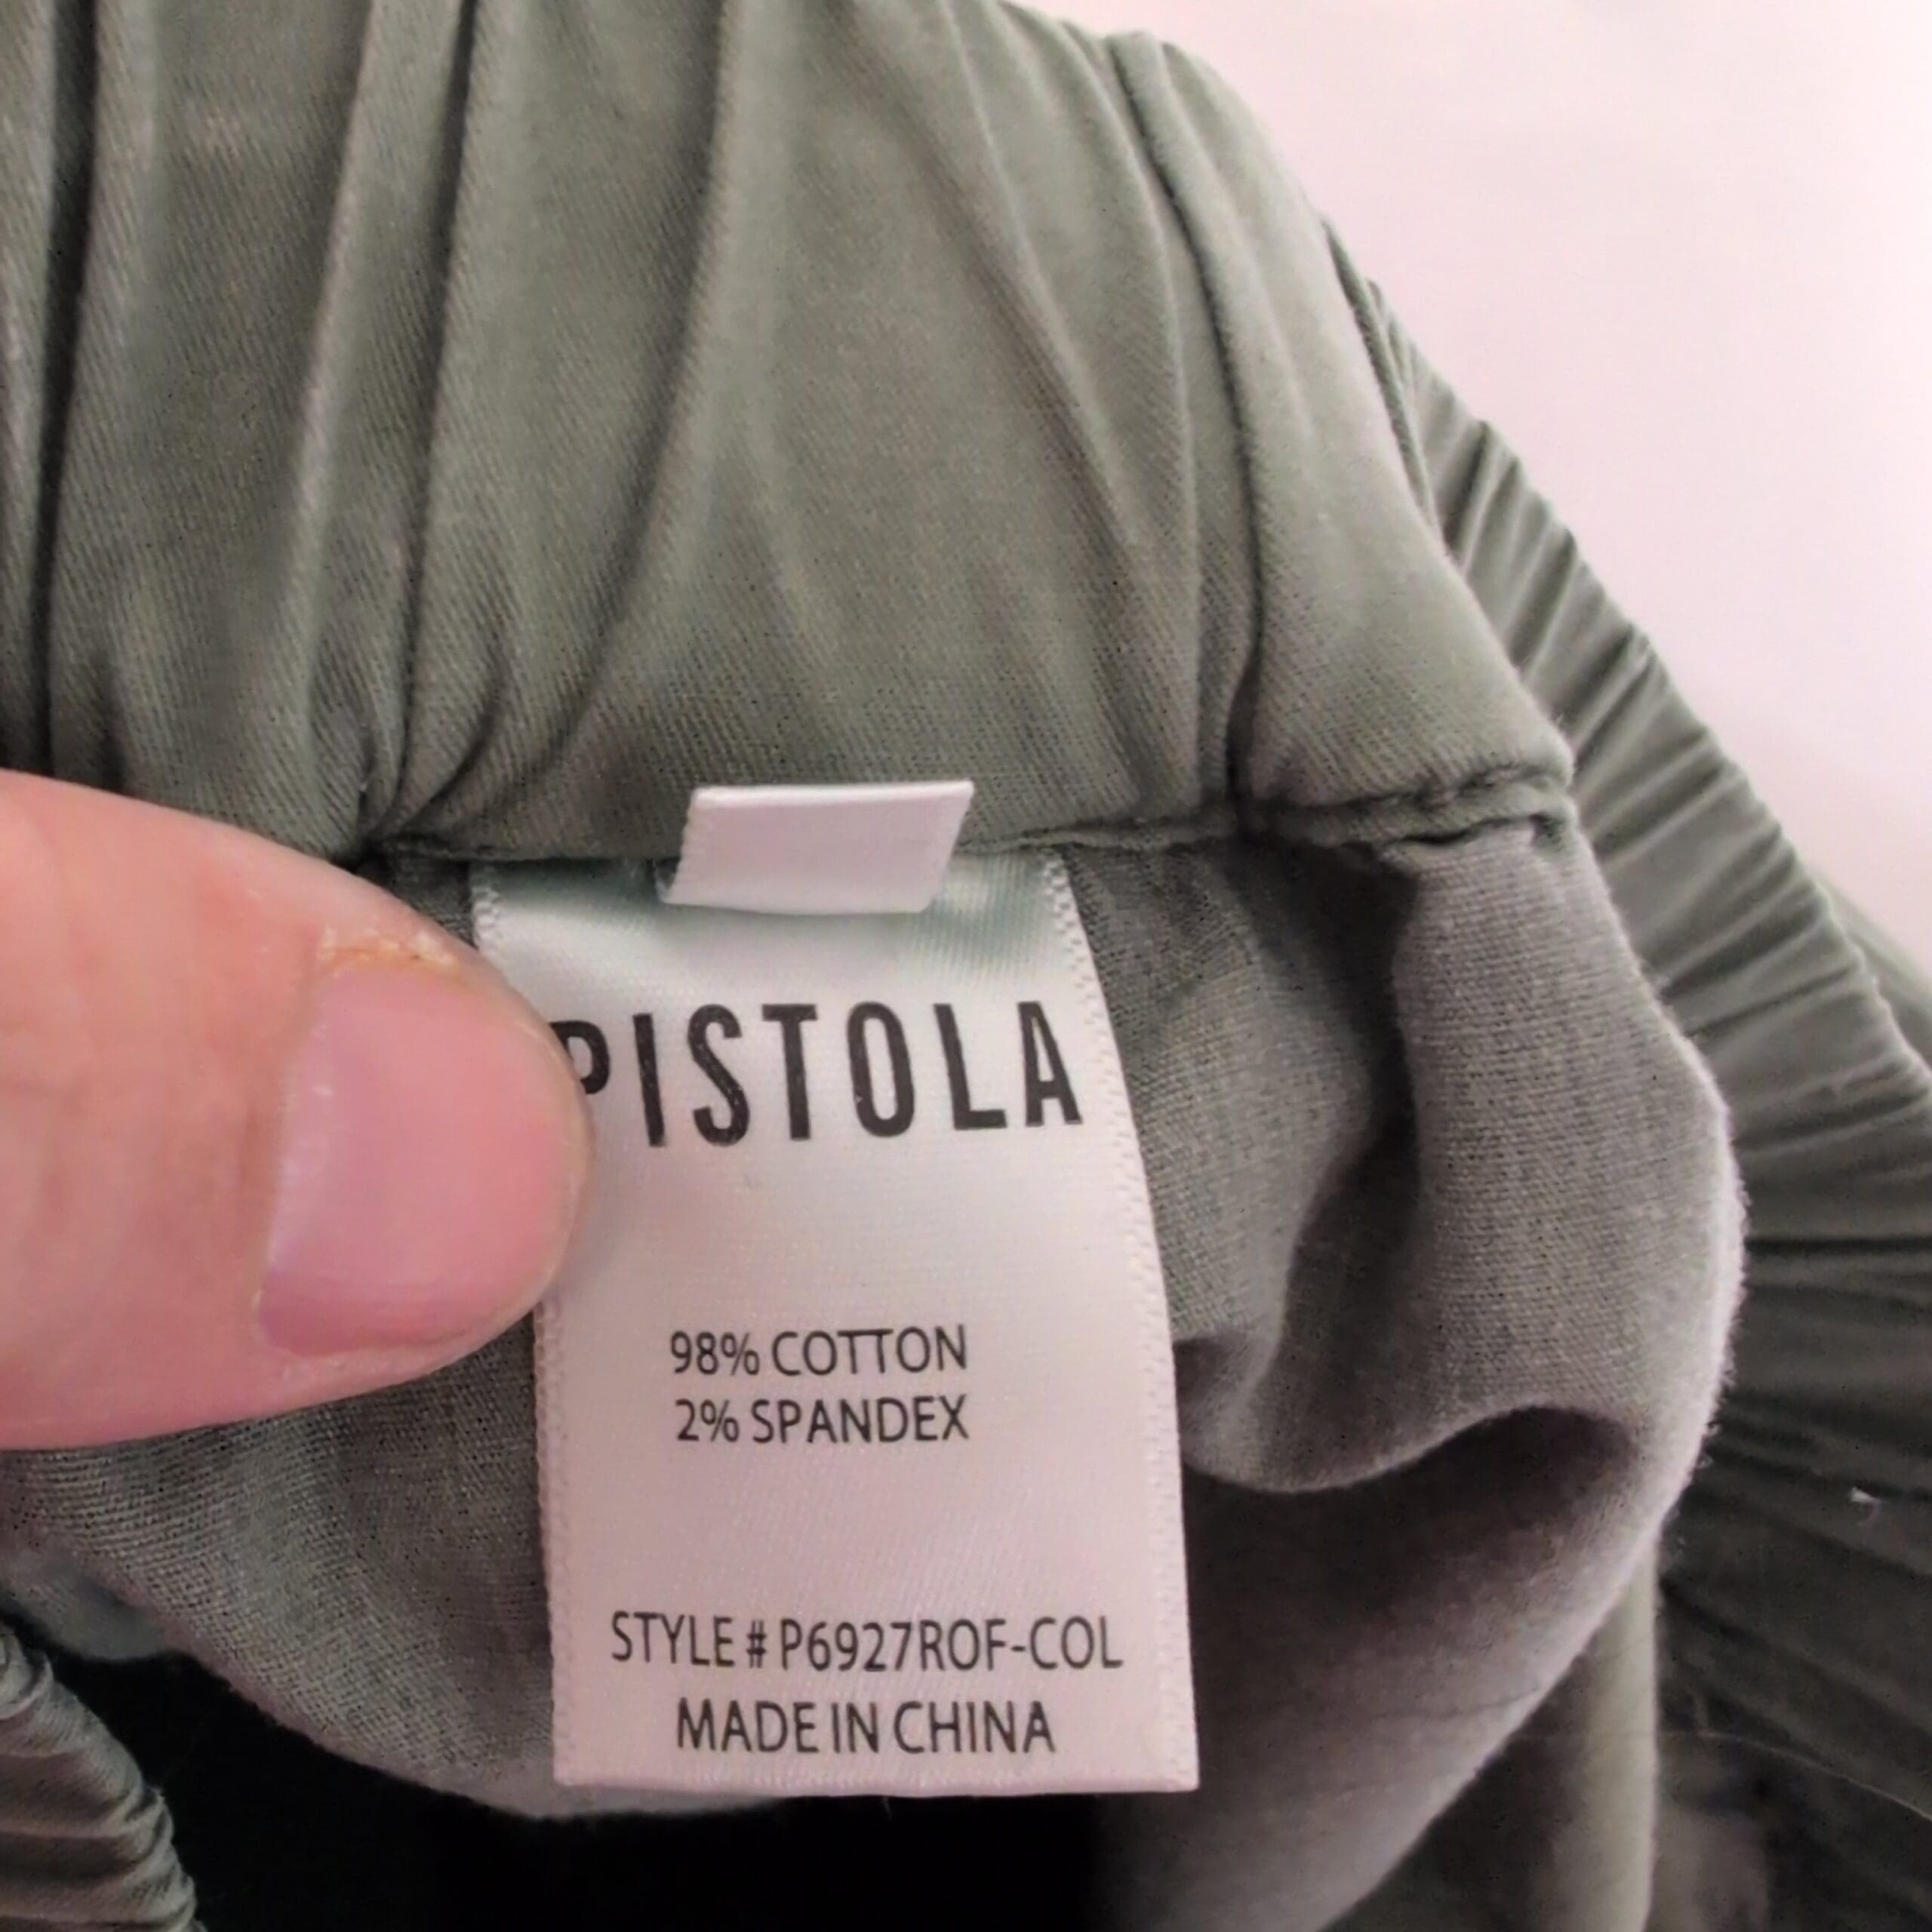 PISTOLA
98% COTTON
2% SPANDEX
STYLE # P6927ROF-COL
MADE IN CHINA